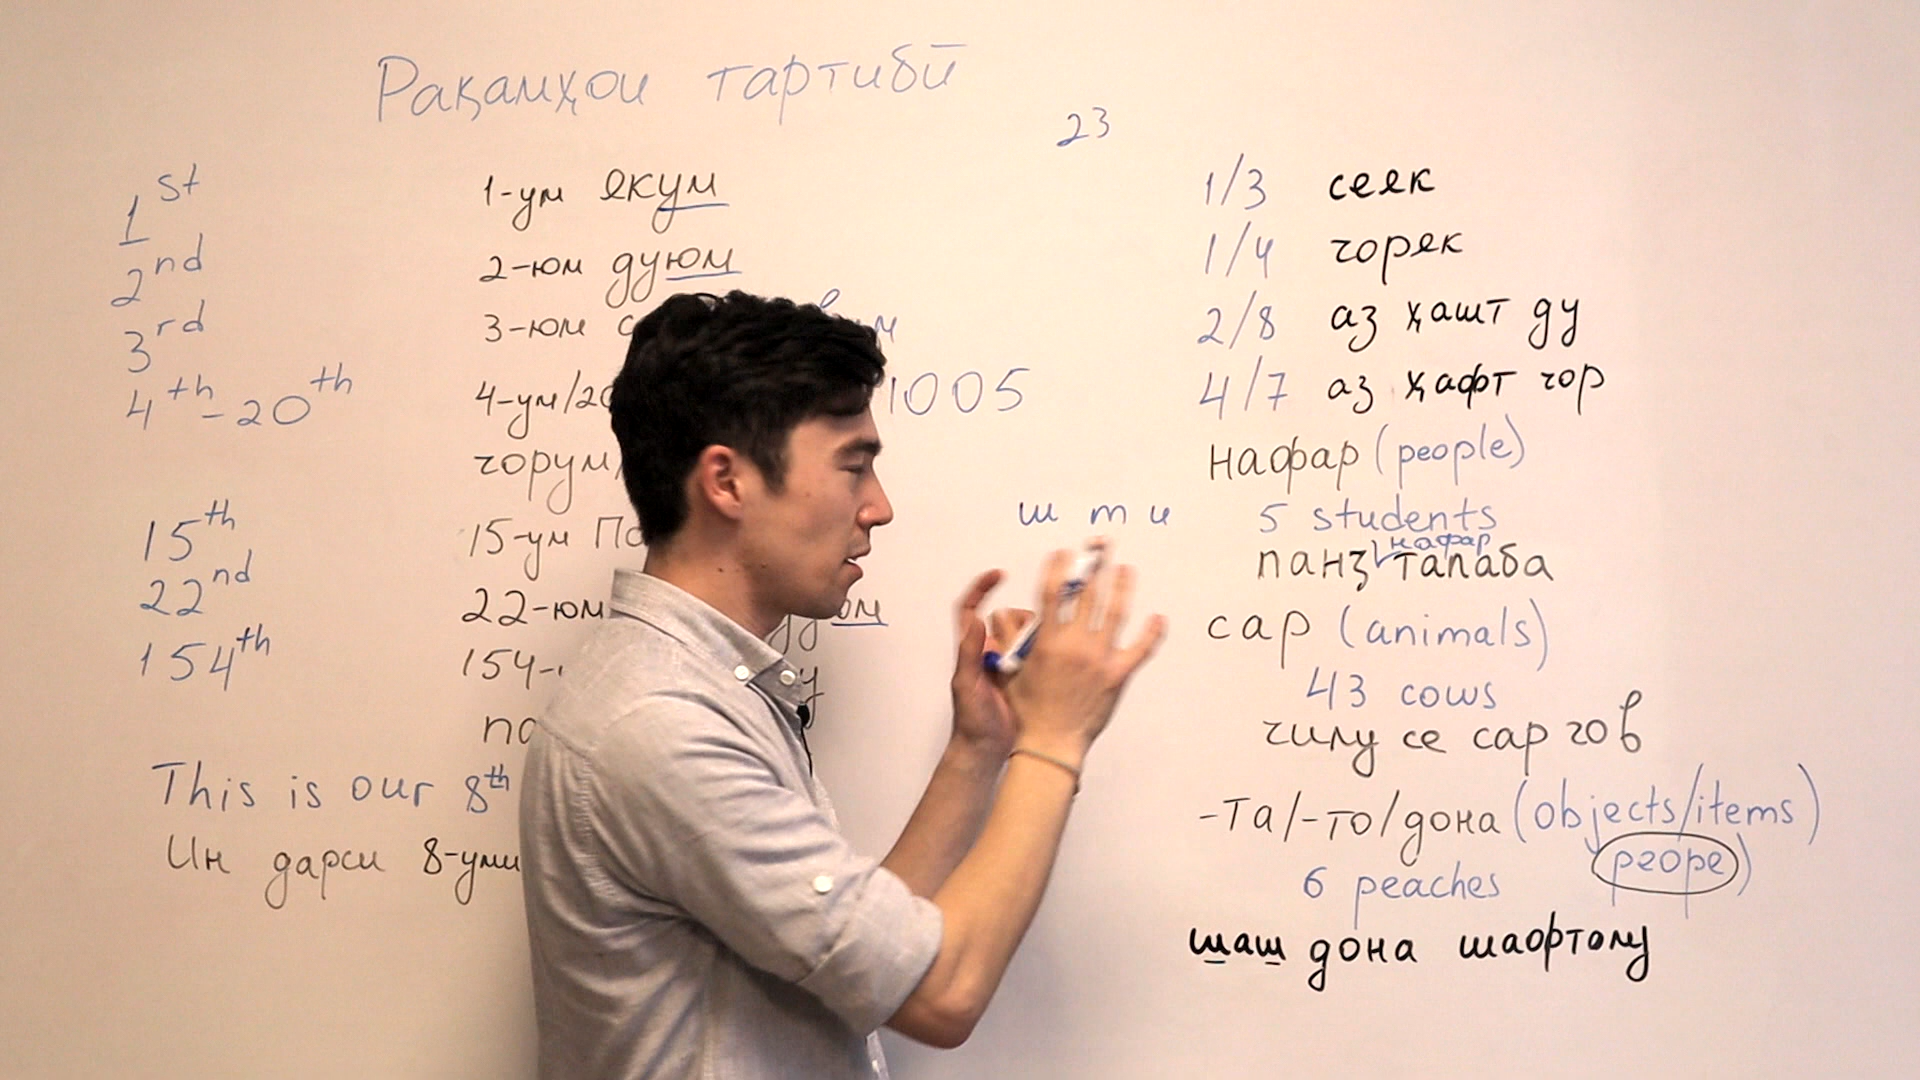 Рақамҳои тартибӣ
23
1st
2nd
3rd
4th-20th
15th
22nd
154th
This is our 8th
Ин дарси 8-уми
1-ум якум
2-юм дуюм
3-юм
4-ум/20
чорум/
15-ум
22-юм
154-
1005
ш т и
1/3 сеяк
1/4 чоряк
2/8 аз ҳашт ду
4/7 аз ҳафт чор
нафар (people)
5 students
нафар
панҷ талаба
сар (animals)
43 cows
чилу се сар гов
-та/-то/дона (objects/items
peope)
6 peaches
шаш дона шафтолу